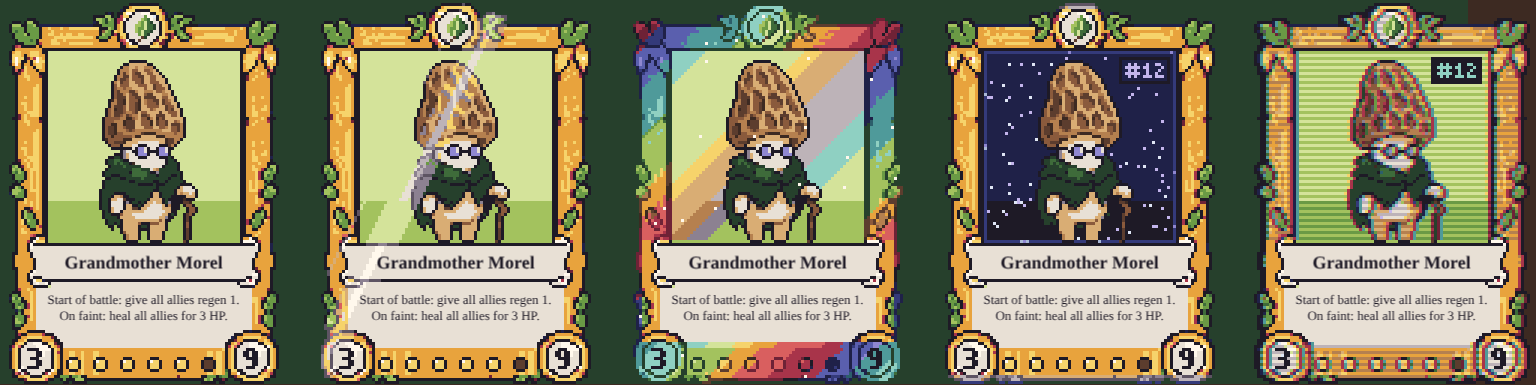 Grandmother Morel
Start of battle: give all allies regen 1.
On faint: heal all allies for 3 HP.
3
9
Grandmother Morel
Start of battle: give all allies regen 1.
On faint: heal all allies for 3 HP.
3
9
Grandmother Morel
Start of battle: give all allies regen 1.
On faint: heal all allies for 3 HP.
3
9
#12
Grandmother Morel
Start of battle: give all allies regen 1.
On faint: heal all allies for 3 HP.
3
9
#12
Grandmother Morel
Start of battle: give all allies regen 1.
On faint: heal all allies for 3 HP.
3
9